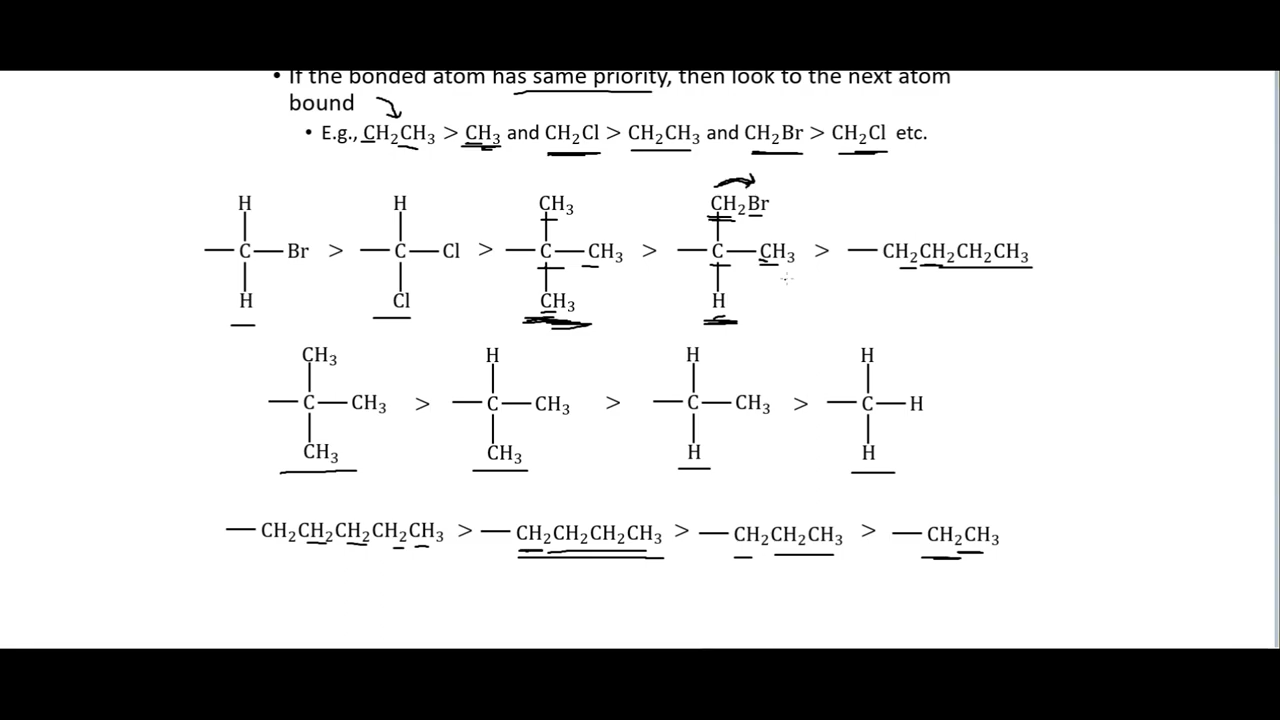 • If the bonded atom has same priority, then look to the next atom
bound
• E.g., CH₂CH₃ > CH₃ and CH₂Cl > CH₂CH₃ and CH₂Br > CH₂Cl etc.
H H CH₃ CH₂Br
—C—Br > —C—Cl > —C—CH₃ > —C—CH₃ > —CH₂CH₂CH₂CH₃
H Cl CH₃ H
CH₃ H H H
—C—CH₃ > —C—CH₃ > —C—CH₃ > —C—H
CH₃ CH₃ H H
—CH₂CH₂CH₂CH₂CH₃ > —CH₂CH₂CH₂CH₃ > —CH₂CH₂CH₃ > —CH₂CH₃